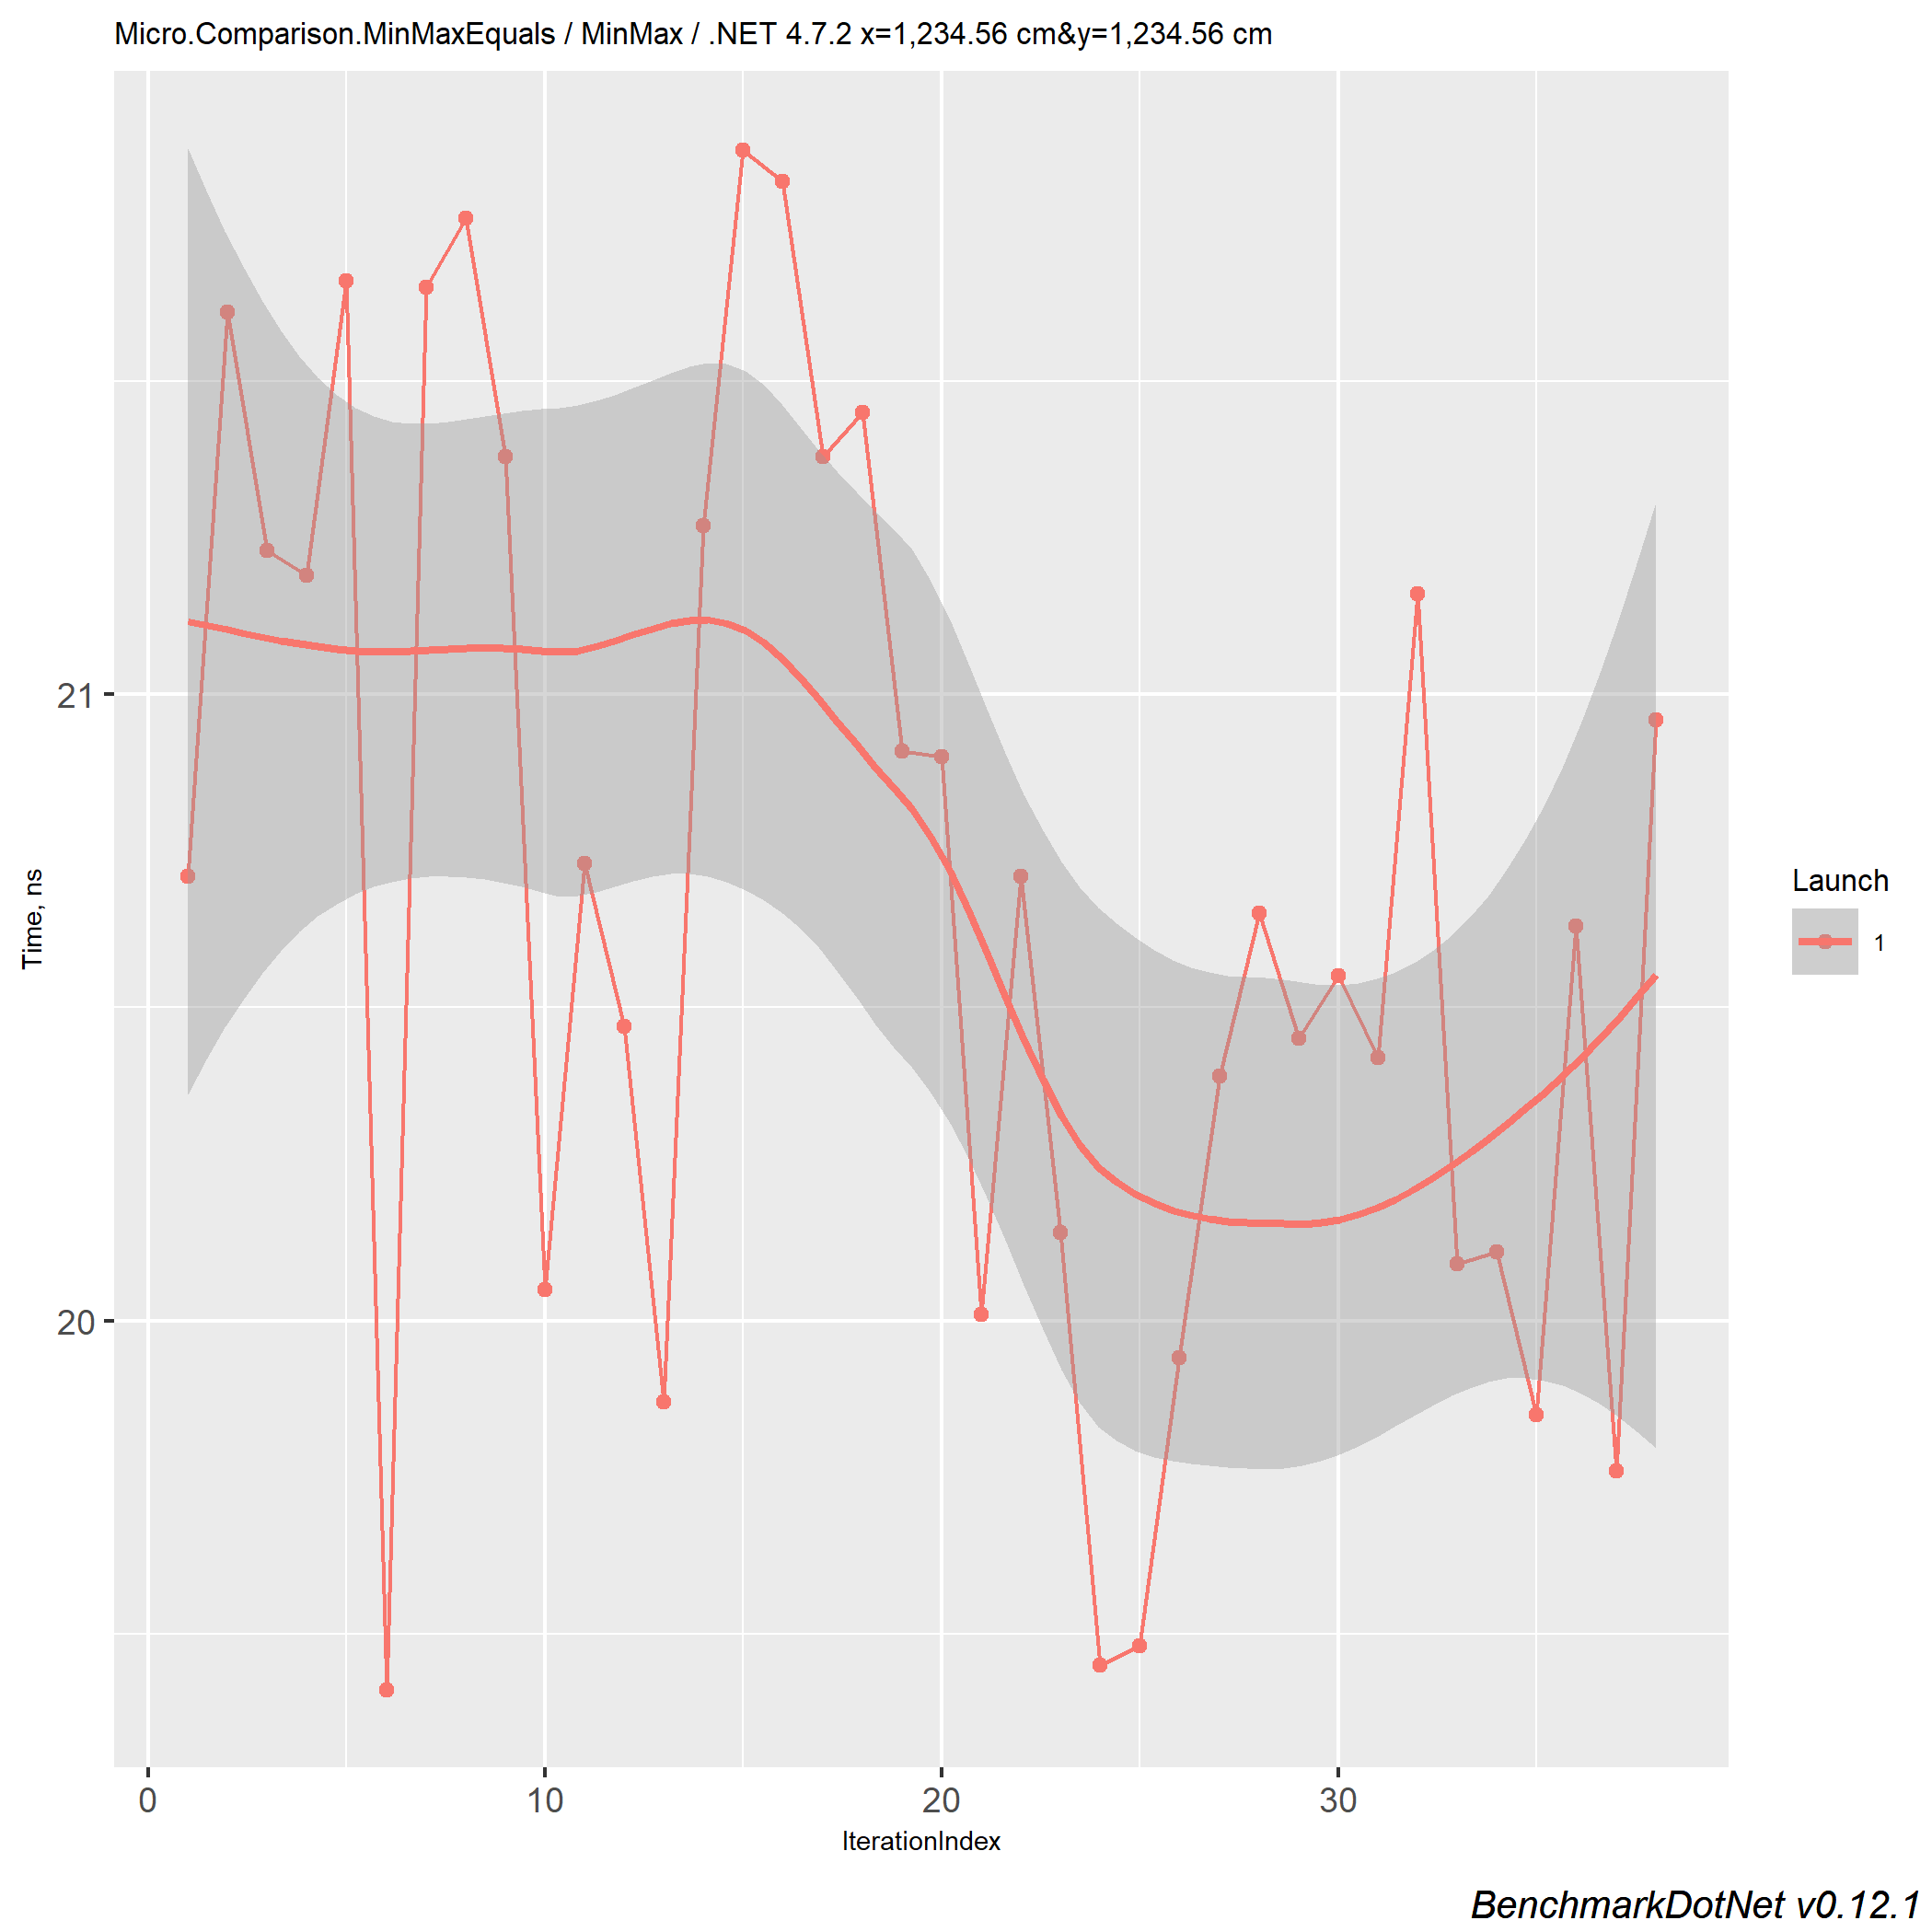 Micro.Comparison.MinMaxEquals / MinMax / .NET 4.7.2 x=1,234.56 cm&y=1,234.56 cm
21
20
Time, ns
0 10 20 30
IterationIndex
Launch
1
BenchmarkDotNet v0.12.1